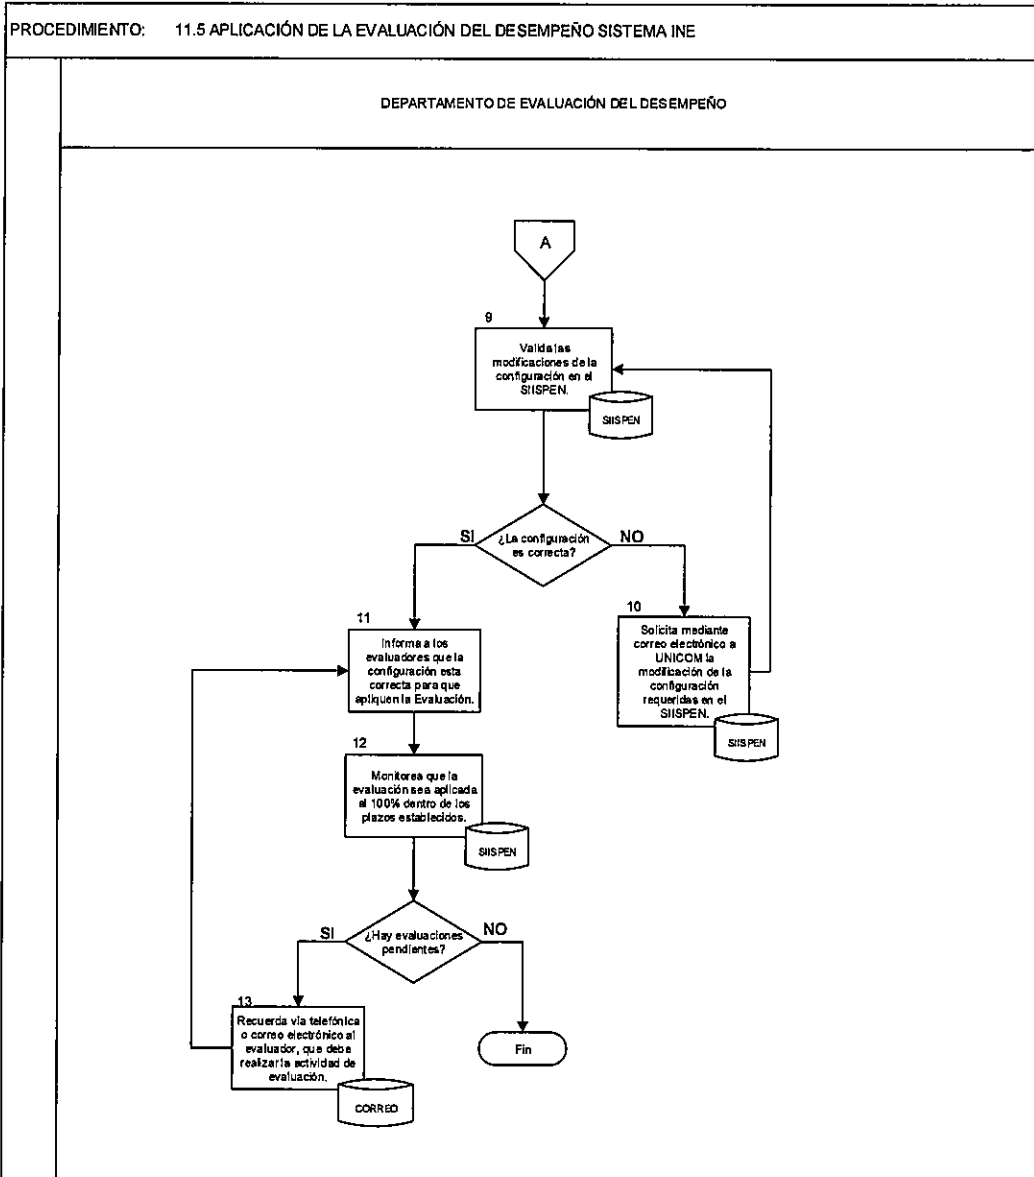 PROCEDIMIENTO: 11.5 APLICACIÓN DE LA EVALUACIÓN DEL DESEMPEÑO SISTEMA INE
DEPARTAMENTO DE EVALUACIÓN DEL DESEMPEÑO
A
9
Valida las
modificaciones de la
configuración en el
SIISPEN.
SIISPEN
¿La configuración
es correcta?
SI
NO
10
Solicita mediante
correo electrónico a
UNICOM la
modificación de la
configuración
requeridas en el
SIISPEN.
SIISPEN
11
Informa a los
evaluadores que la
configuración esta
correcta para que
apliquen la Evaluación.
12
Monitorea que la
evaluación sea aplicada
al 100% dentro de los
plazos establecidos.
SIISPEN
¿Hay evaluaciones
pendientes?
SI
NO
13
Recuerda vía telefónica
o correo electrónico al
evaluador, que debe
realizar la actividad de
evaluación.
CORREO
Fin